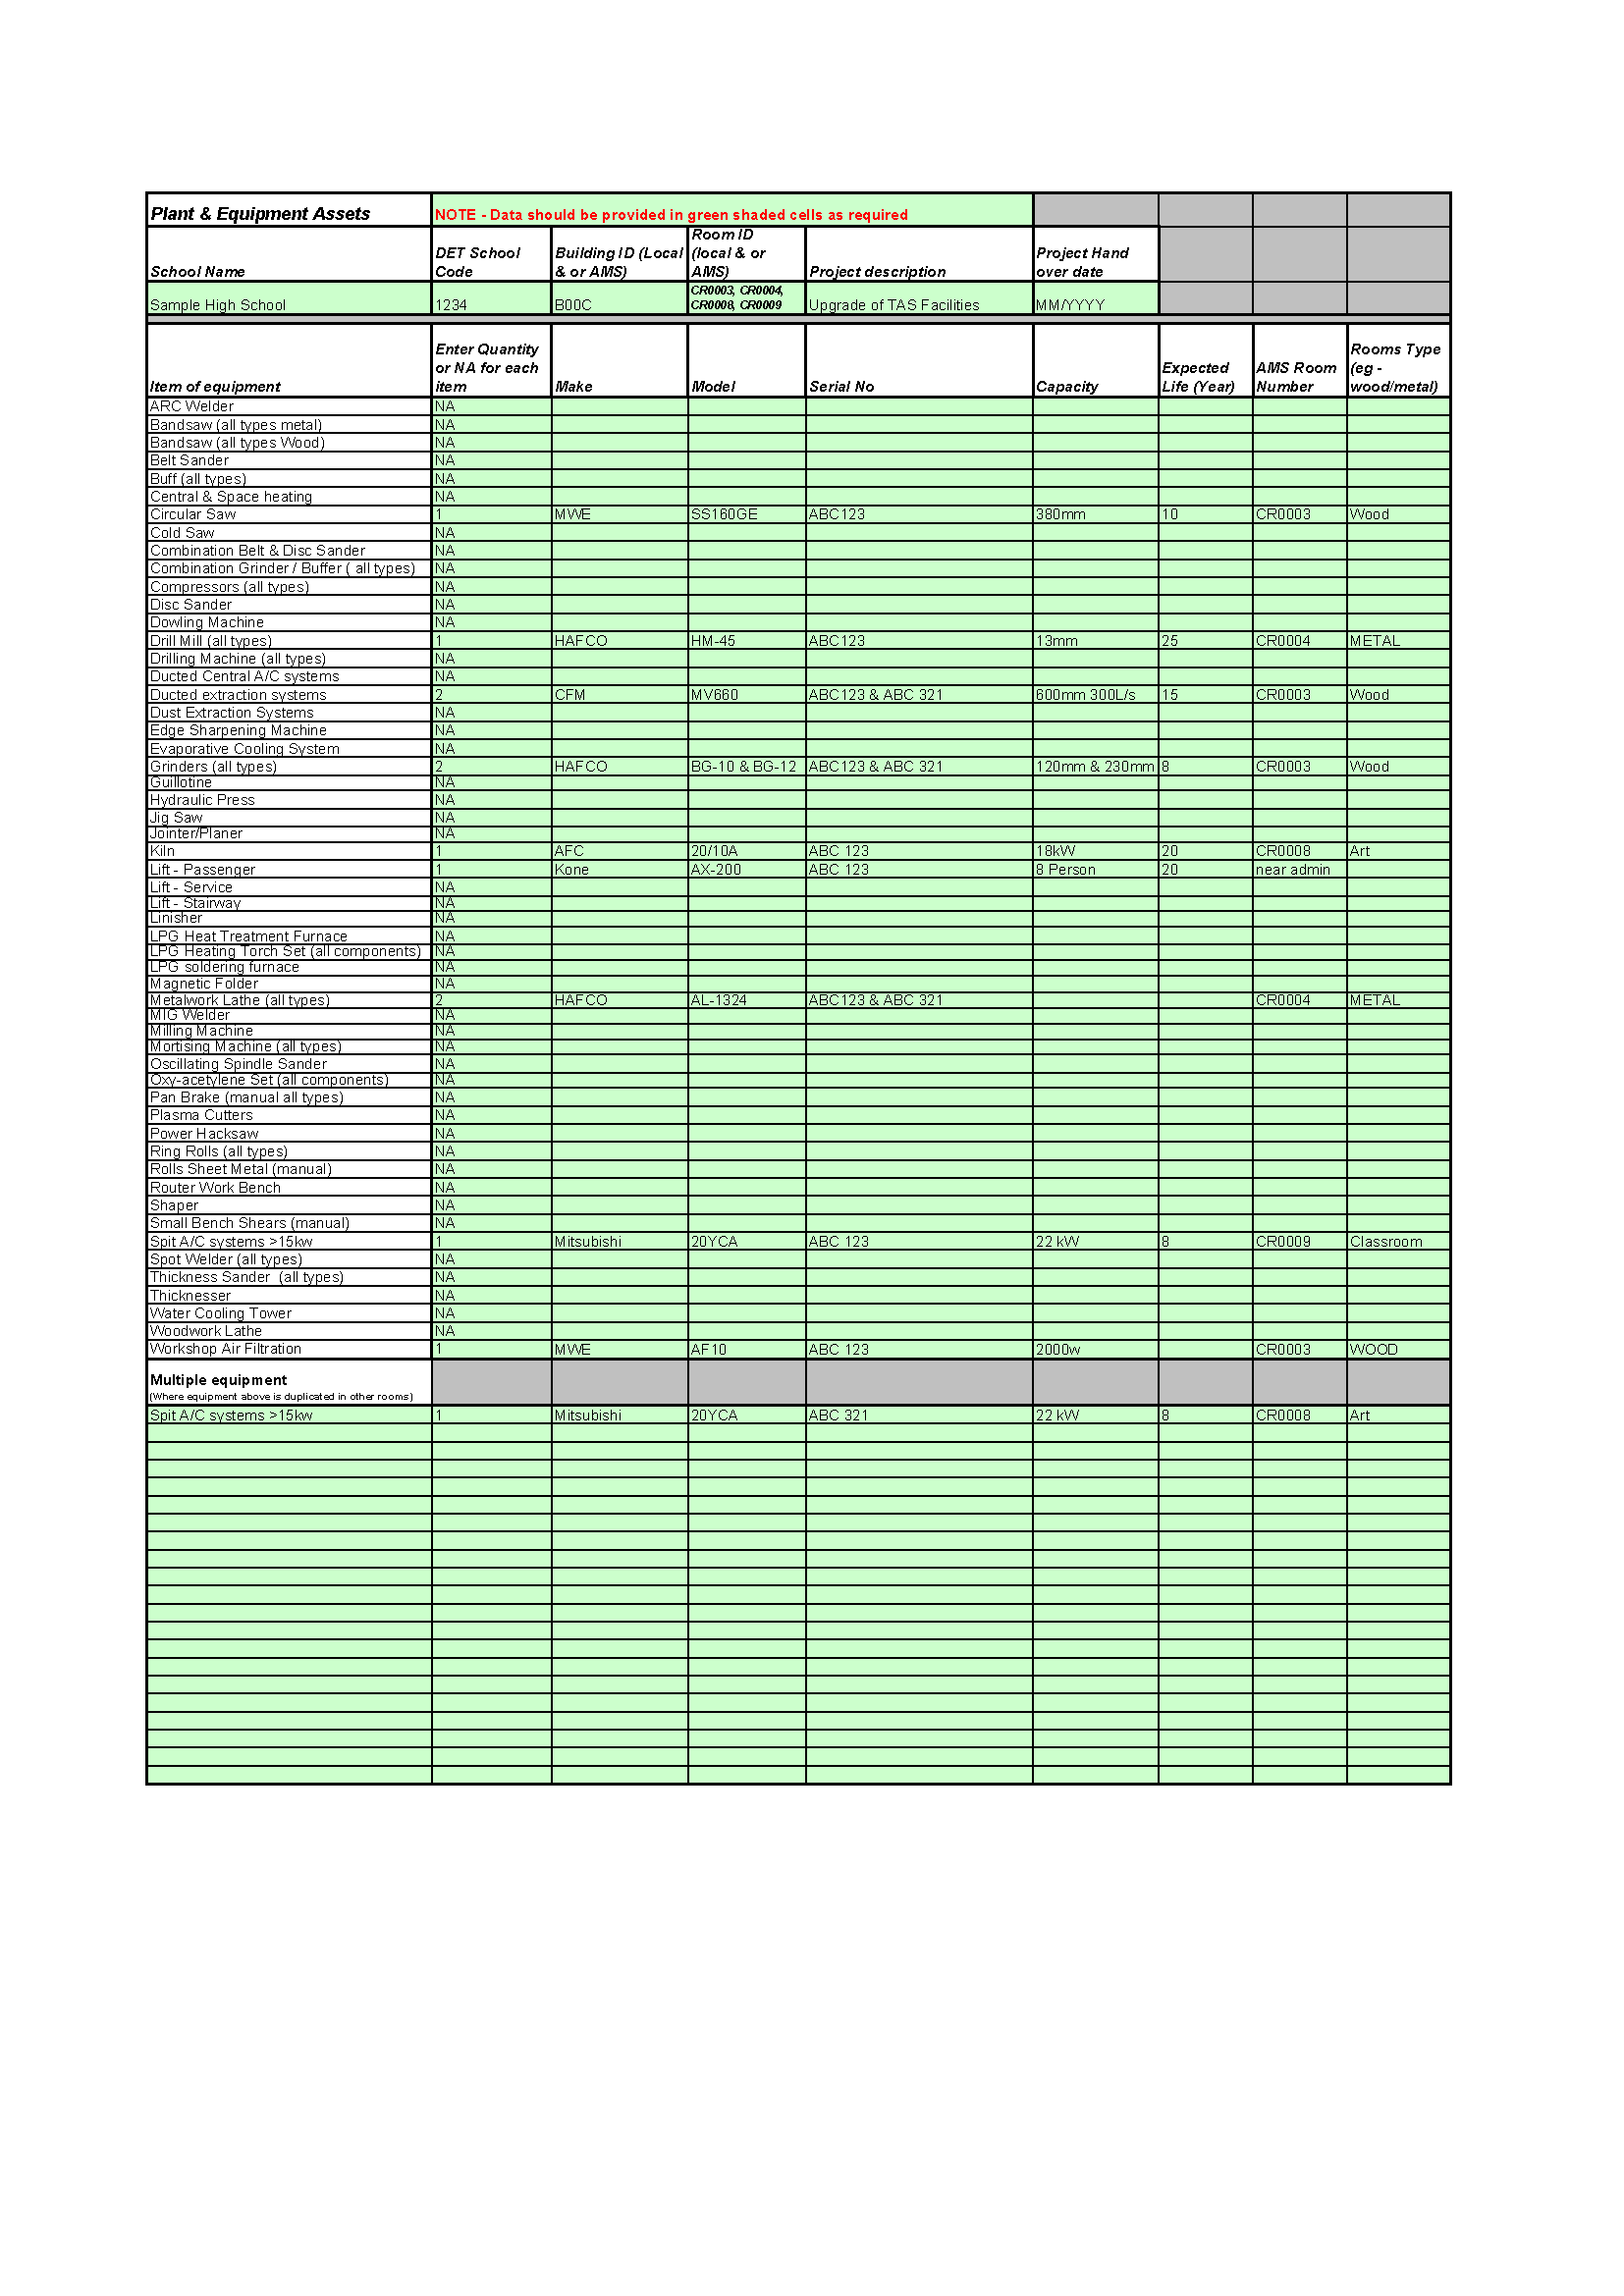 Plant & Equipment Assets NOTE - Data should be provided in green shaded cells as required
School Name DET School Code Building ID (Local & or AMS) Room ID (local & or AMS) Project description Project Hand over date
Sample High School 1234 B00C CR0003, CR0004, CR0008, CR0009 Upgrade of TAS Facilities MM/YYYY
Item of equipment Enter Quantity or NA for each item Make Model Serial No Capacity Expected Life (Year) AMS Room Number Rooms Type (eg - wood/metal)
ARC Welder NA
Bandsaw (all types metal) NA
Bandsaw (all types Wood) NA
Belt Sander NA
Buff (all types) NA
Central & Space heating NA
Circular Saw 1 MWE SS160GE ABC123 380mm 10 CR0003 Wood
Cold Saw NA
Combination Belt & Disc Sander NA
Combination Grinder / Buffer ( all types) NA
Compressors (all types) NA
Disc Sander NA
Dowling Machine NA
Drill Mill (all types) 1 HAFCO HM-45 ABC123 13mm 25 CR0004 METAL
Drilling Machine (all types) NA
Ducted Central A/C systems NA
Ducted extraction systems 2 CFM MV660 ABC123 & ABC 321 600mm 300L/s 15 CR0003 Wood
Dust Extraction Systems NA
Edge Sharpening Machine NA
Evaporative Cooling System NA
Grinders (all types) 2 HAFCO BG-10 & BG-12 ABC123 & ABC 321 120mm & 230mm 8 CR0003 Wood
Guillotine NA
Hydraulic Press NA
Jig Saw NA
Jointer/Planer NA
Kiln 1 AFC 20/10A ABC 123 18kW 20 CR0008 Art
Lift - Passenger 1 Kone AX-200 ABC 123 8 Person 20 near admin
Lift - Service NA
Lift - Stairway NA
Linisher NA
LPG Heat Treatment Furnace NA
LPG Heating Torch Set (all components) NA
LPG soldering furnace NA
Magnetic Folder NA
Metalwork Lathe (all types) 2 HAFCO AL-1324 ABC123 & ABC 321 CR0004 METAL
MIG Welder NA
Milling Machine NA
Mortising Machine (all types) NA
Oscillating Spindle Sander NA
Oxy-acetylene Set (all components) NA
Pan Brake (manual all types) NA
Plasma Cutters NA
Power Hacksaw NA
Ring Rolls (all types) NA
Rolls Sheet Metal (manual) NA
Router Work Bench NA
Shaper NA
Small Bench Shears (manual) NA
Spit A/C systems >15kw 1 Mitsubishi 20YCA ABC 123 22 kW 8 CR0009 Classroom
Spot Welder (all types) NA
Thickness Sander (all types) NA
Thicknesser NA
Water Cooling Tower NA
Woodwork Lathe NA
Workshop Air Filtration 1 MWE AF10 ABC 123 2000w CR0003 WOOD
Multiple equipment
(Where equipment above is duplicated in other rooms)
Spit A/C systems >15kw 1 Mitsubishi 20YCA ABC 321 22 kW 8 CR0008 Art